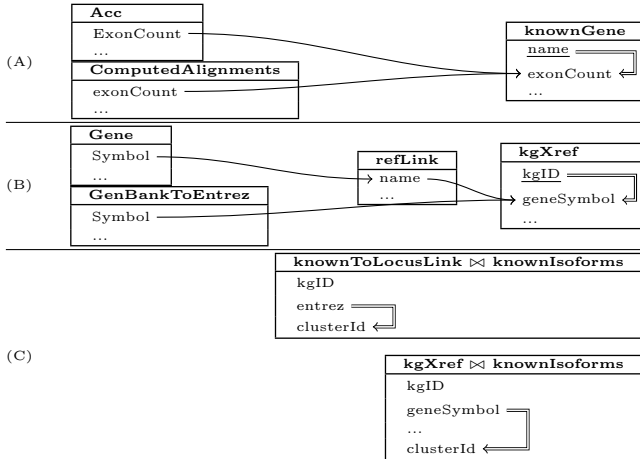 (A)
Acc
ExonCount
...
ComputedAlignments
exonCount
...
knownGene
name
exonCount
...
(B)
Gene
Symbol
...
GenBankToEntrez
Symbol
...
refLink
name
...
kgXref
kgID
geneSymbol
...
(C)
knownToLocusLink ⋈ knownIsoforms
kgID
entrez
clusterId
kgXref ⋈ knownIsoforms
kgID
geneSymbol
...
clusterId